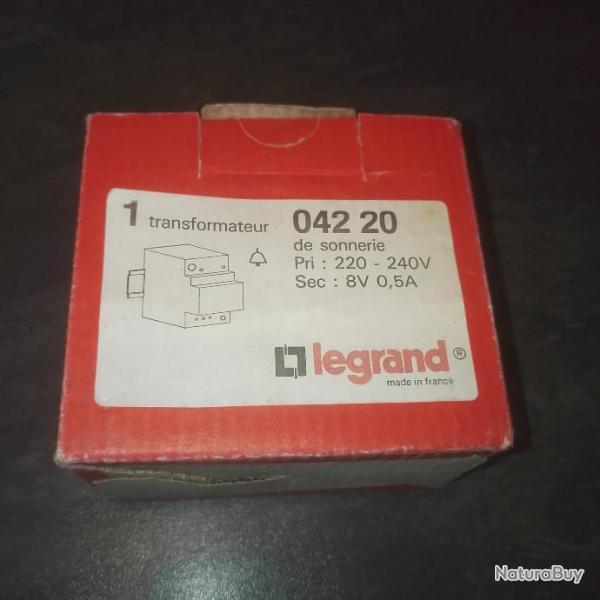 1 transformateur 042 20
de sonnerie
Pri : 220 - 240V
Sec : 8V 0,5A
legrand®
made in france
NaturaBuy